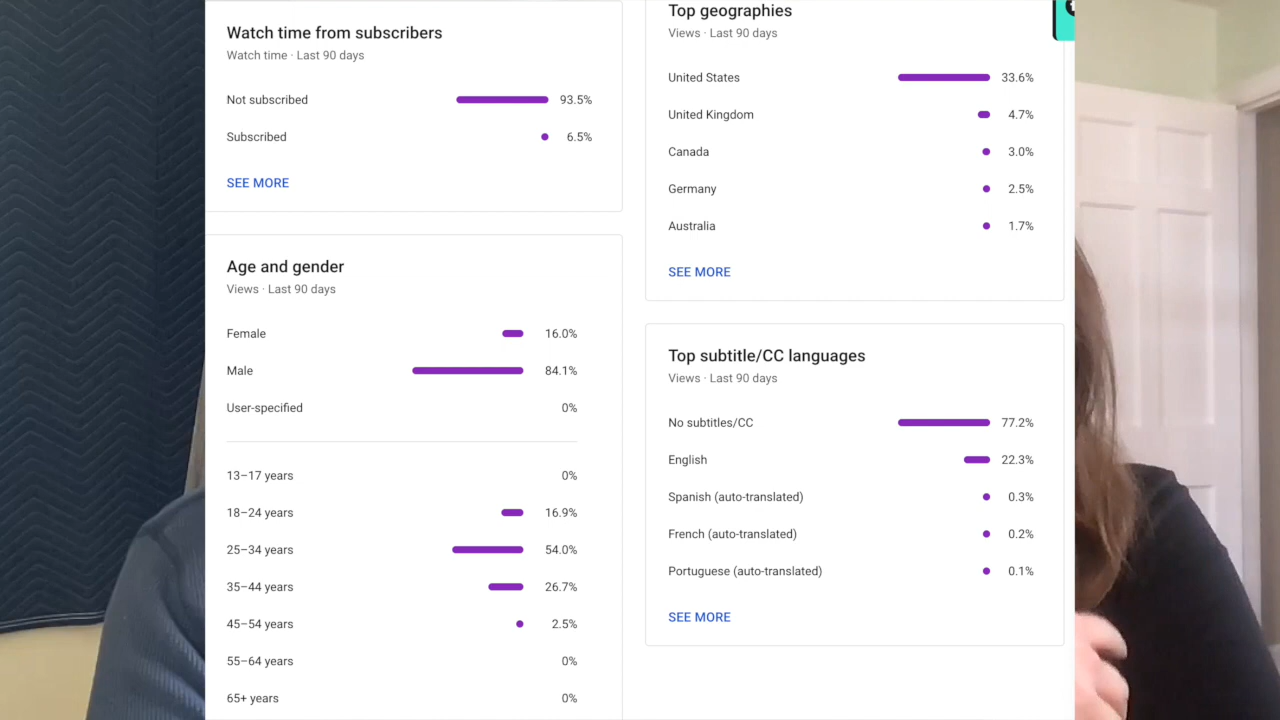 Watch time from subscribers
Watch time · Last 90 days
Not subscribed 93.5%
Subscribed 6.5%
SEE MORE
Age and gender
Views · Last 90 days
Female 16.0%
Male 84.1%
User-specified 0%
13–17 years 0%
18–24 years 16.9%
25–34 years 54.0%
35–44 years 26.7%
45–54 years 2.5%
55–64 years 0%
65+ years 0%
Top geographies
Views · Last 90 days
United States 33.6%
United Kingdom 4.7%
Canada 3.0%
Germany 2.5%
Australia 1.7%
SEE MORE
Top subtitle/CC languages
Views · Last 90 days
No subtitles/CC 77.2%
English 22.3%
Spanish (auto-translated) 0.3%
French (auto-translated) 0.2%
Portuguese (auto-translated) 0.1%
SEE MORE